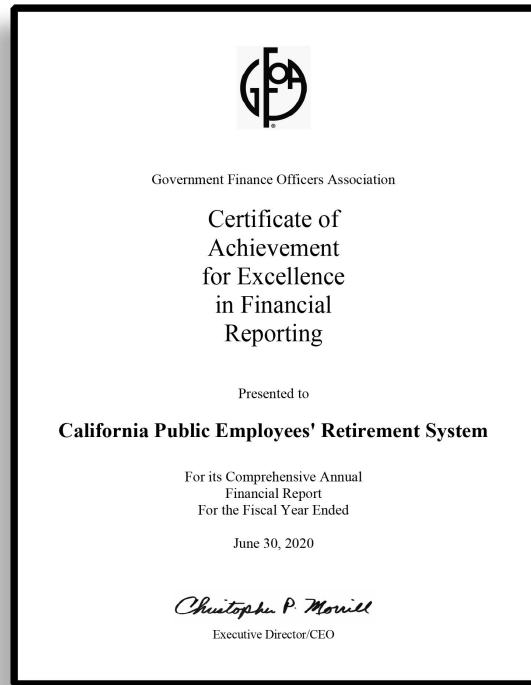 GFOA
®
Government Finance Officers Association
Certificate of
Achievement
for Excellence
in Financial
Reporting
Presented to
California Public Employees' Retirement System
For its Comprehensive Annual
Financial Report
For the Fiscal Year Ended
June 30, 2020
Christopher P. Morrill
Executive Director/CEO